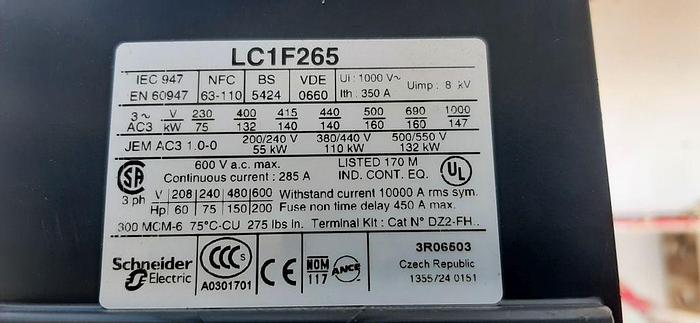 LC1F265
IEC 947 NFC BS VDE Ui : 1000 V~ Uimp : 8 kV
EN 60947 63-110 5424 0660 Ith : 350 A
3~ V 230 400 415 440 500 690 1000
AC3 kW 75 132 140 140 160 160 147
JEM AC3 1.0-0 200/240 V 380/440 V 500/550 V
55 kW 110 kW 132 kW
SA 600 V a.c. max. LISTED 170 M UL
Continuous current : 285 A IND. CONT. EQ.
3 ph V 208 240 480 600 Withstand current 10000 A rms sym.
Hp 60 75 150 200 Fuse non time delay 450 A max.
300 MCM-6 75°C-CU 275 lbs in. Terminal Kit : Cat N° DZ2-FH..
Schneider Electric
CCC S
A0301701
CE
NOM
117
ANCE
3R06503
Czech Republic
1355/24 0151